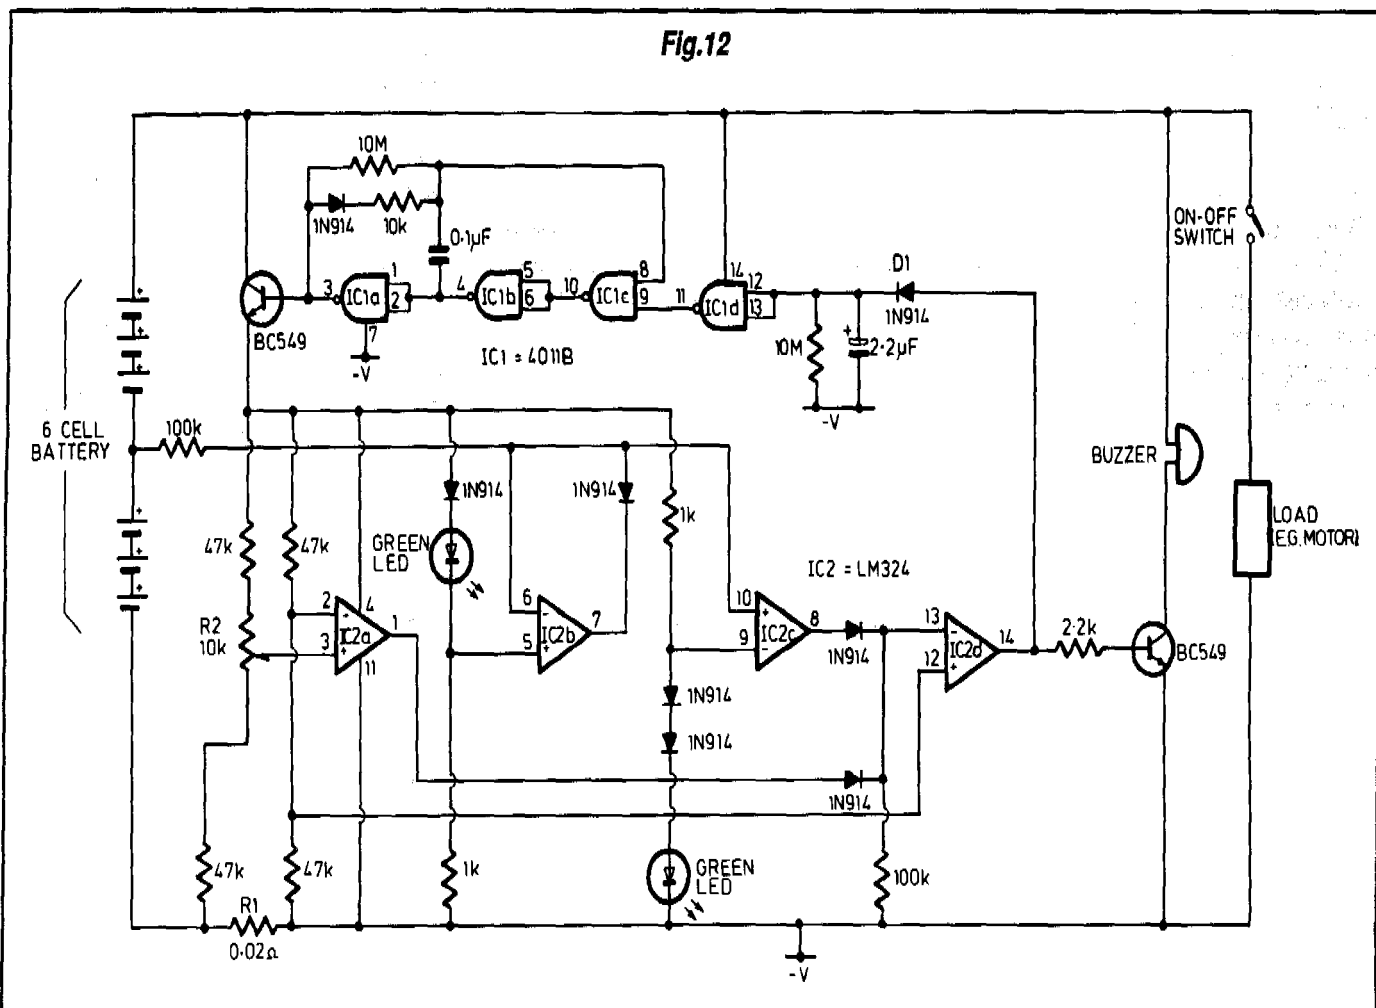 Fig.12
10M
1N914
10k
0.1µF
ON-OFF
SWITCH
3
1
2
IC1a
7
-V
4
IC1b
5
6
10
IC1c
8
9
11
IC1d
14
12
13
D1
1N914
BC549
IC1 = 4011B
10M
+
2.2µF
-V
+
+
+
6 CELL
BATTERY
100k
BUZZER
+
+
+
1N914
1N914
1k
47k
47k
GREEN
LED
LOAD
(E.G. MOTOR)
IC2 = LM324
R2
10k
2
-
4
IC2a
1
3
+
11
6
-
IC2b
7
5
+
10
+
IC2c
8
9
-
1N914
13
-
IC2d
14
12
+
2.2k
BC549
1N914
1N914
1N914
47k
47k
1k
GREEN
LED
100k
R1
0.02Ω
-V